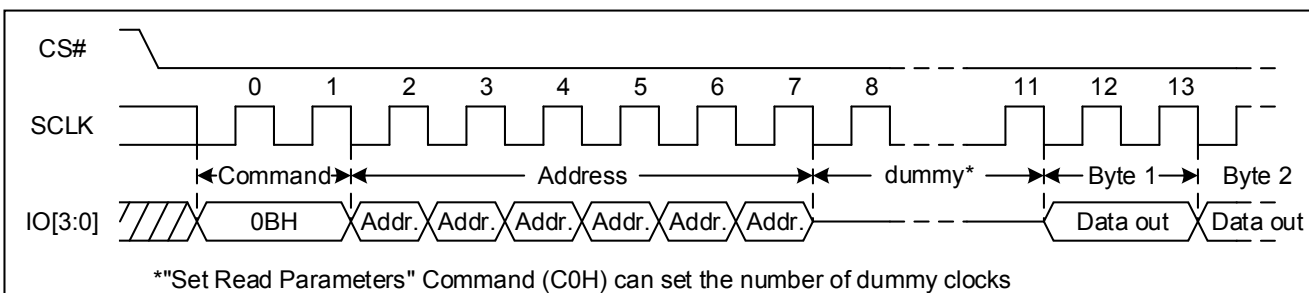 CS#
0 1 2 3 4 5 6 7 8 11 12 13
SCLK
Command Address dummy* Byte 1 Byte 2
IO[3:0] 0BH Addr. Addr. Addr. Addr. Addr. Addr. Data out Data out
*"Set Read Parameters" Command (C0H) can set the number of dummy clocks